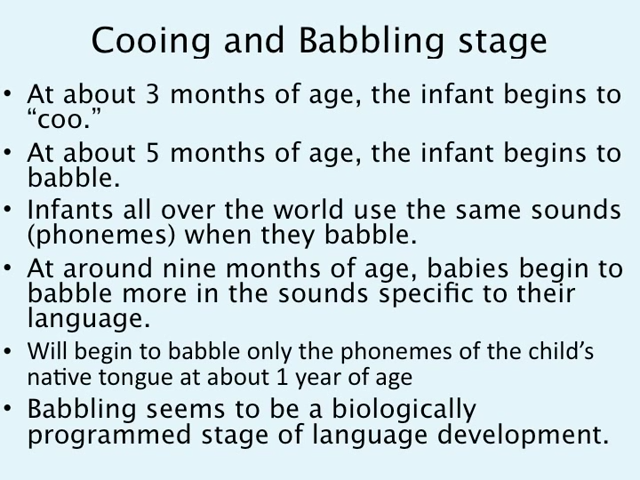 Cooing and Babbling stage
• At about 3 months of age, the infant begins to
“coo.”
• At about 5 months of age, the infant begins to
babble.
• Infants all over the world use the same sounds
(phonemes) when they babble.
• At around nine months of age, babies begin to
babble more in the sounds specific to their
language.
• Will begin to babble only the phonemes of the child’s
native tongue at about 1 year of age
• Babbling seems to be a biologically
programmed stage of language development.